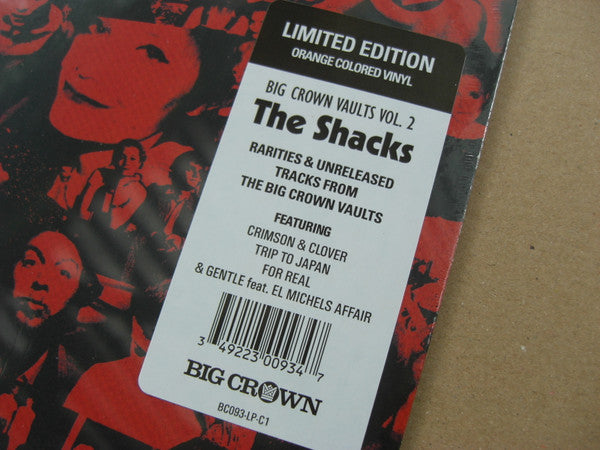 LIMITED EDITION
ORANGE COLORED VINYL
BIG CROWN VAULTS VOL. 2
The Shacks
RARITIES & UNRELEASED
TRACKS FROM
THE BIG CROWN VAULTS
FEATURING
CRIMSON & CLOVER
TRIP TO JAPAN
FOR REAL
& GENTLE feat. EL MICHELS AFFAIR
3 49223 00934 7
BIG CROWN
BC093-LP-C1